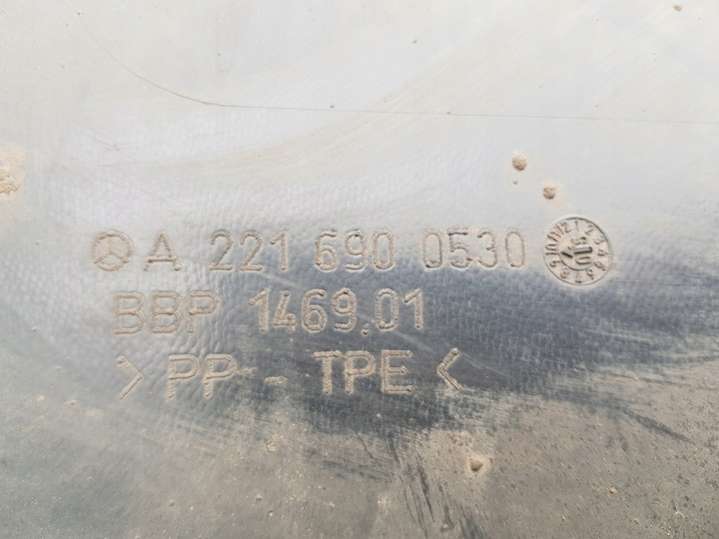 A 221 690 0530
BBP 1469.01
> PP - TPE <